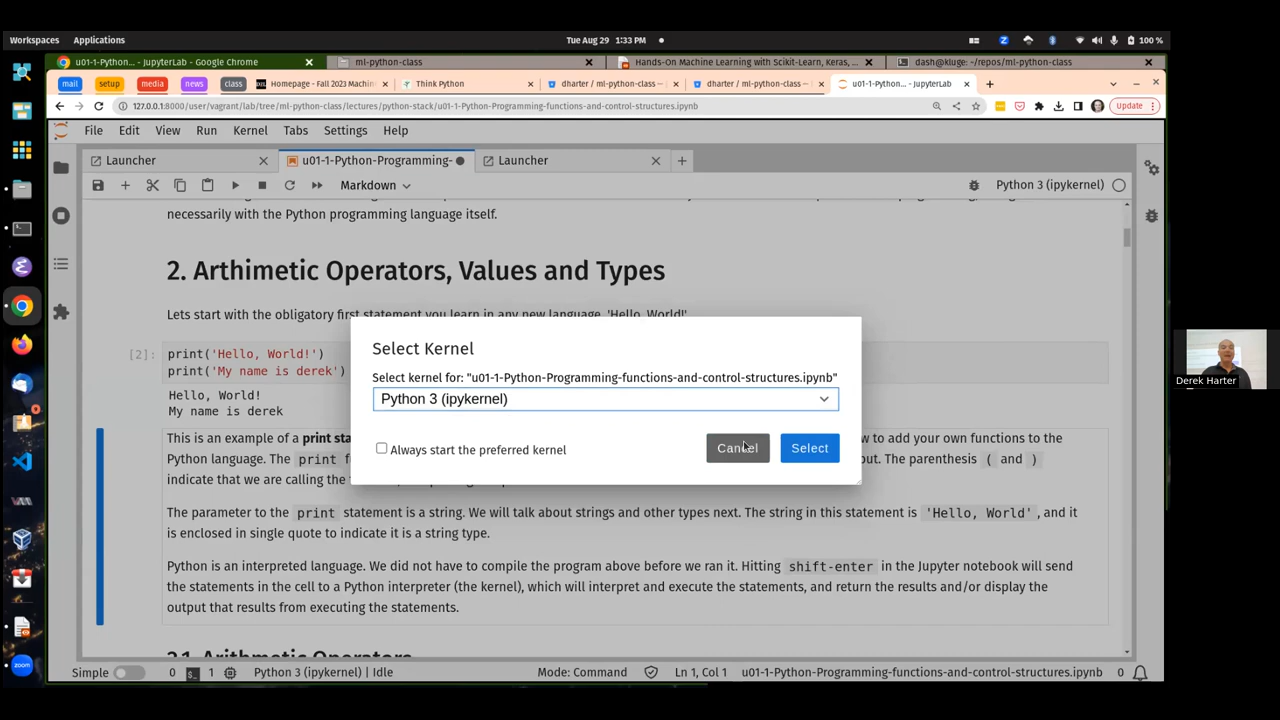 Workspaces Applications Tue Aug 29 1:33 PM 100 %
u01-1-Python... - JupyterLab - Google Chrome ml-python-class Hands-On Machine Learning with Scikit-Learn, Keras, ... dash@kluge: ~/repos/ml-python-class
mail setup media news class Homepage - Fall 2023 Machin Think Python dharter / ml-python-class — dharter / ml-python-class — u01-1-Python... - JupyterLab
127.0.0.1:8000/user/vagrant/lab/tree/ml-python-class/lectures/python-stack/u01-1-Python-Programming-functions-and-control-structures.ipynb Update
File Edit View Run Kernel Tabs Settings Help
Launcher u01-1-Python-Programming- Launcher
Markdown Python 3 (ipykernel)
necessarily with the Python programming language itself.
2. Arthimetic Operators, Values and Types
Lets start with the obligatory first statement you learn in any new language, 'Hello, World!'
[2]: print('Hello, World!')
print('My name is derek')
Hello, World!
My name is derek
Select Kernel
Select kernel for: "u01-1-Python-Programming-functions-and-control-structures.ipynb"
Python 3 (ipykernel)
Always start the preferred kernel Cancel Select
This is an example of a print sta w to add your own functions to the
Python language. The print f out. The parenthesis ( and )
indicate that we are calling the
The parameter to the print statement is a string. We will talk about strings and other types next. The string in this statement is 'Hello, World', and it
is enclosed in single quote to indicate it is a string type.
Python is an interpreted language. We did not have to compile the program above before we ran it. Hitting shift-enter in the Jupyter notebook will send
the statements in the cell to a Python interpreter (the kernel), which will interpret and execute the statements, and return the results and/or display the
output that results from executing the statements.
2.1. Arithmetic Operators
Simple 0 1 Python 3 (ipykernel) | Idle Mode: Command Ln 1, Col 1 u01-1-Python-Programming-functions-and-control-structures.ipynb 0
zoom
Derek Harter